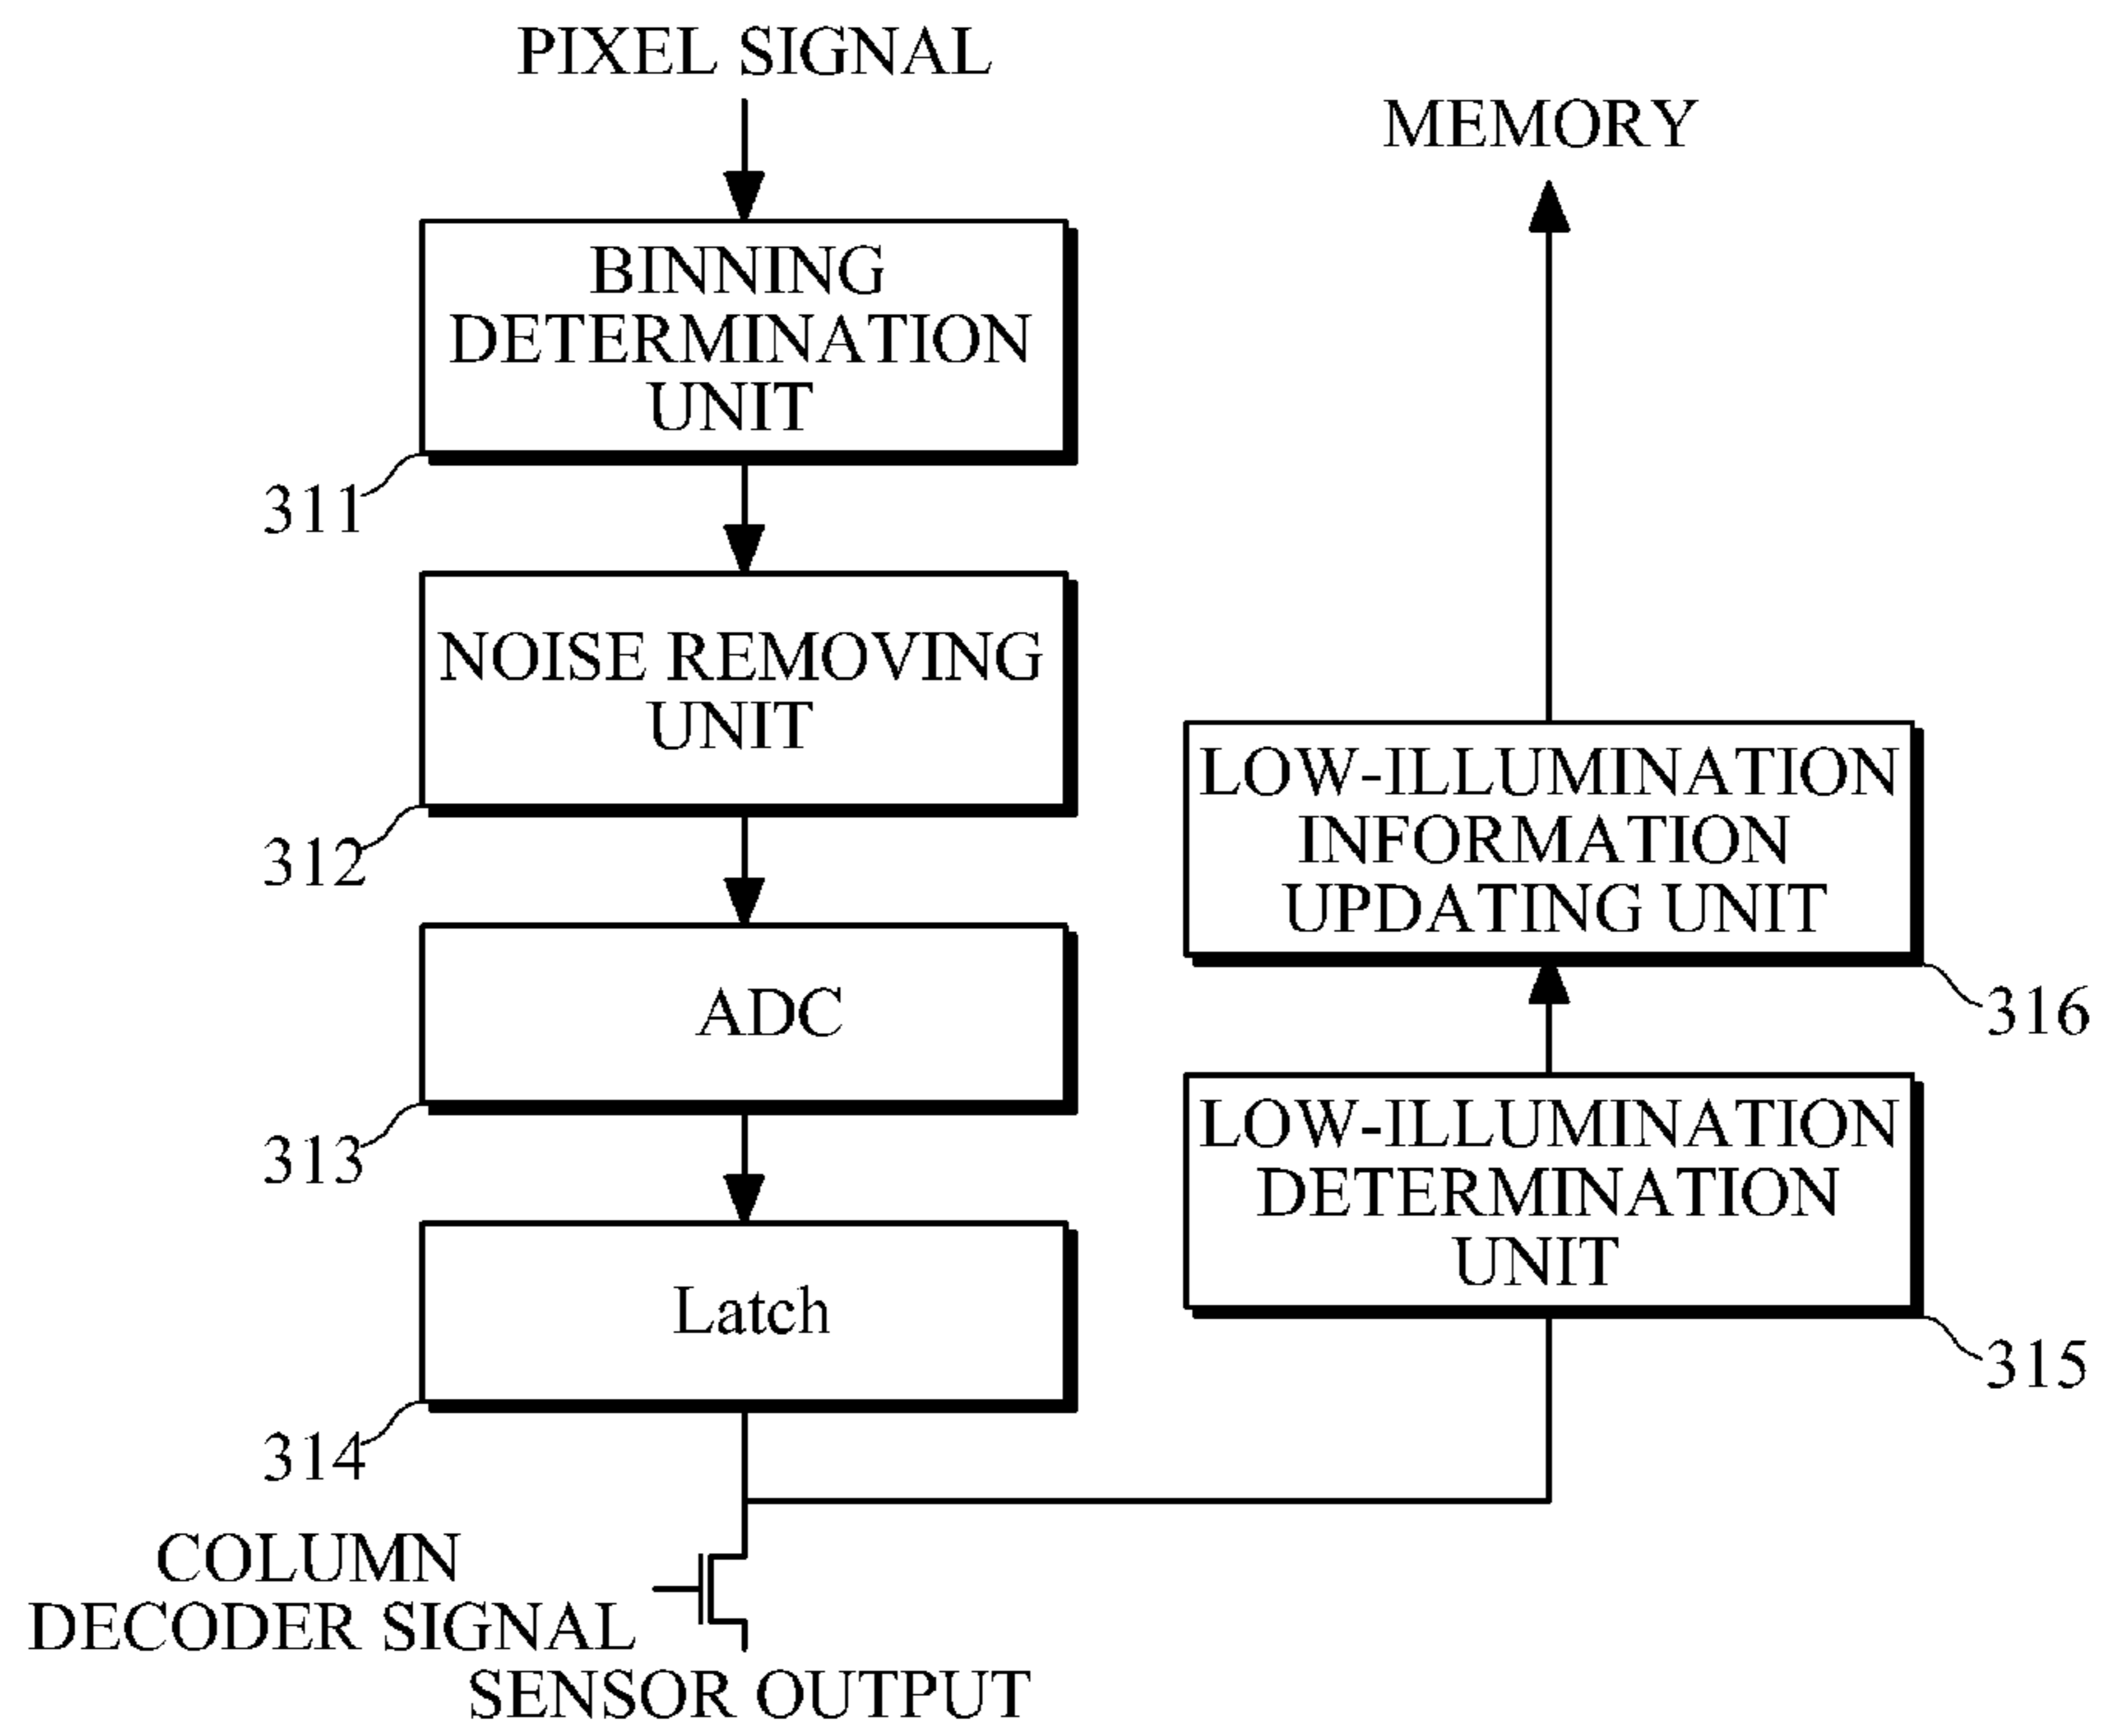 PIXEL SIGNAL
BINNING
DETERMINATION
UNIT
311
NOISE REMOVING
UNIT
312
ADC
313
Latch
314
COLUMN
DECODER SIGNAL
SENSOR OUTPUT
MEMORY
LOW-ILLUMINATION
INFORMATION
UPDATING UNIT
316
LOW-ILLUMINATION
DETERMINATION
UNIT
315